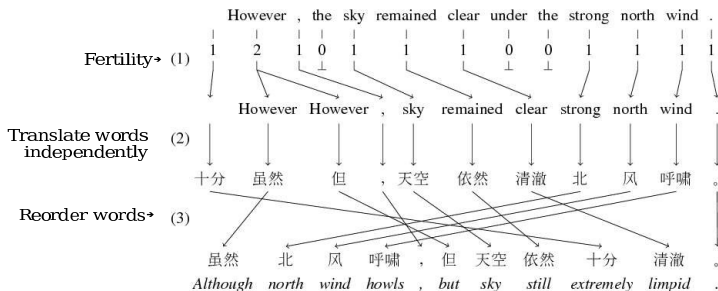 However , the sky remained clear under the strong north wind .
Fertility (1) 1 2 1 0 1 1 1 0 0 1 1 1 1
However However , sky remained clear strong north wind .
Translate words independently (2)
十分 虽然 但 , 天空 依然 清澈 北 风 呼啸 。
Reorder words (3)
虽然 北 风 呼啸 , 但 天空 依然 十分 清澈 。
Although north wind howls , but sky still extremely limpid .